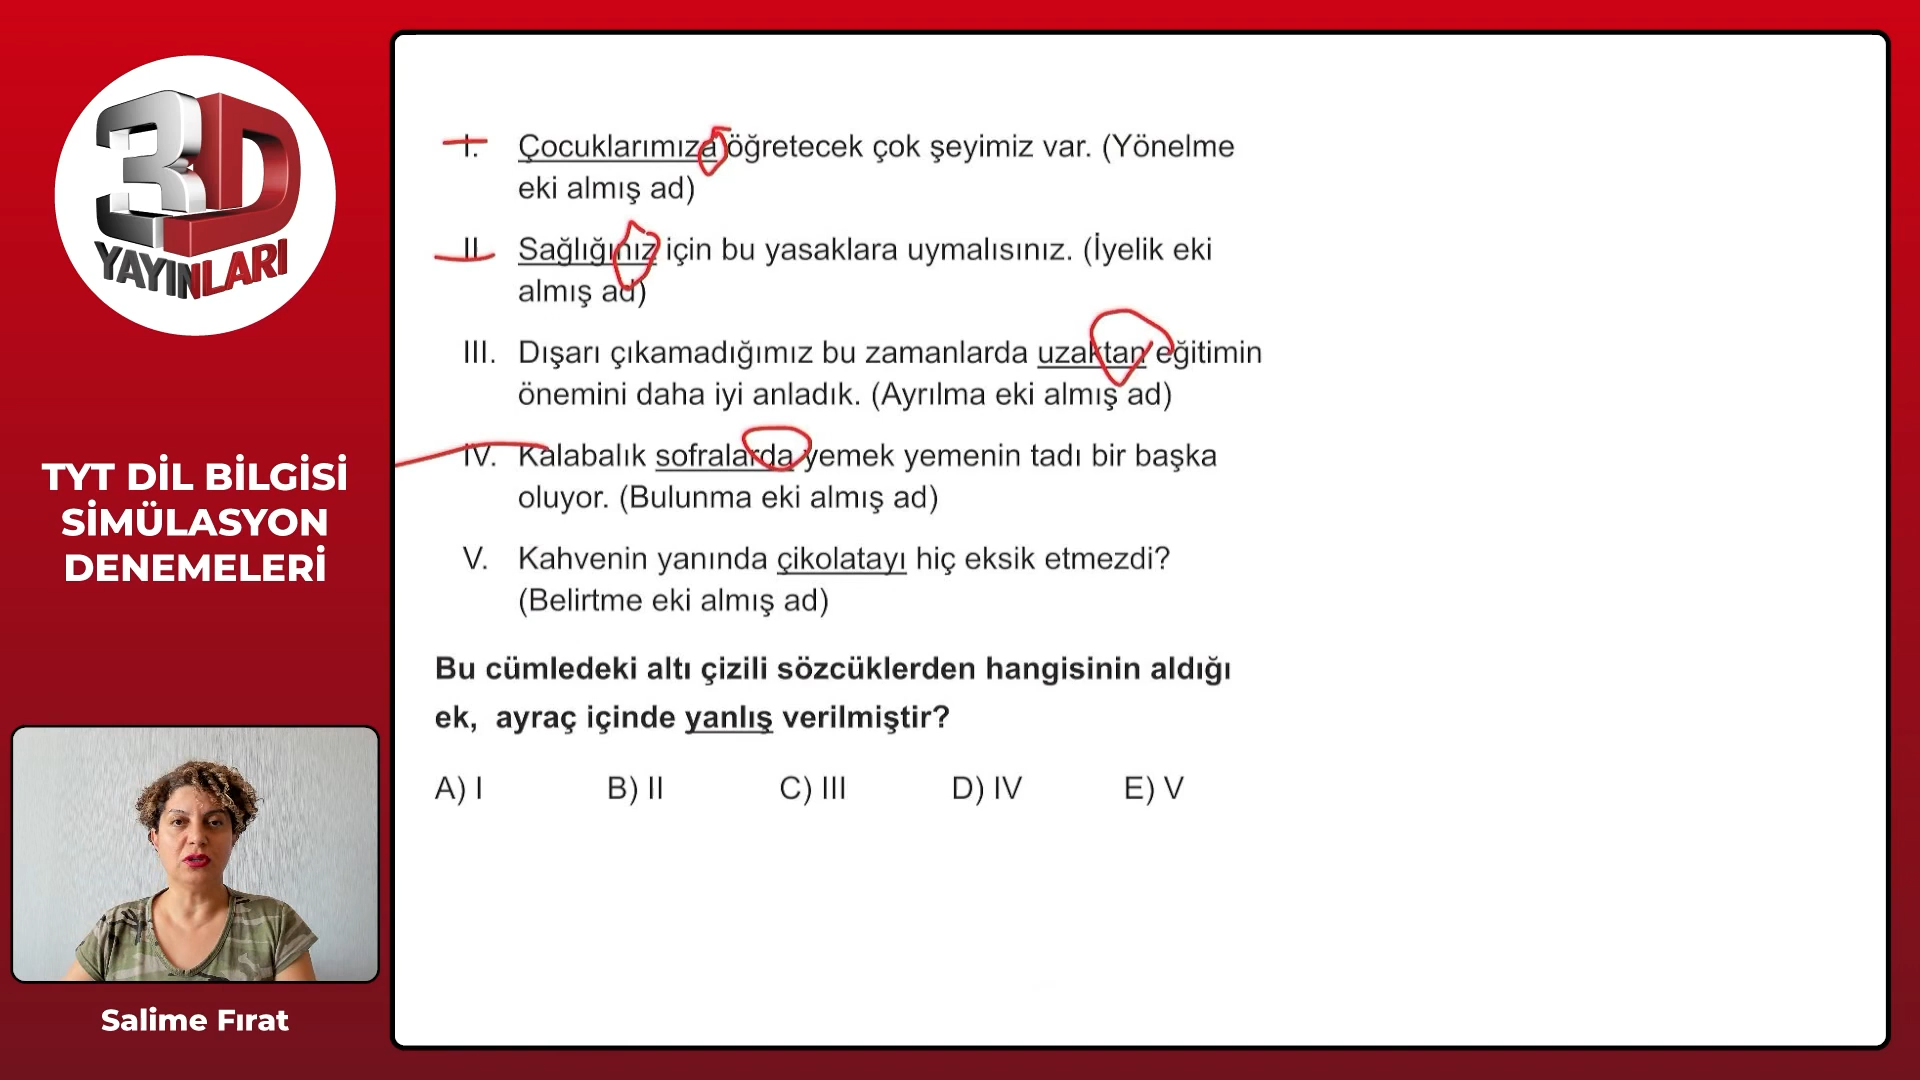 3D
YAYINLARI
TYT DİL BİLGİSİ
SİMÜLASYON
DENEMELERİ
Salime Fırat
I. Çocuklarımıza öğretecek çok şeyimiz var. (Yönelme
eki almış ad)
II. Sağlığınız için bu yasaklara uymalısınız. (İyelik eki
almış ad)
III. Dışarı çıkamadığımız bu zamanlarda uzaktan eğitimin
önemini daha iyi anladık. (Ayrılma eki almış ad)
IV. Kalabalık sofralarda yemek yemenin tadı bir başka
oluyor. (Bulunma eki almış ad)
V. Kahvenin yanında çikolatayı hiç eksik etmezdi?
(Belirtme eki almış ad)
Bu cümledeki altı çizili sözcüklerden hangisinin aldığı
ek, ayraç içinde yanlış verilmiştir?
A) I B) II C) III D) IV E) V